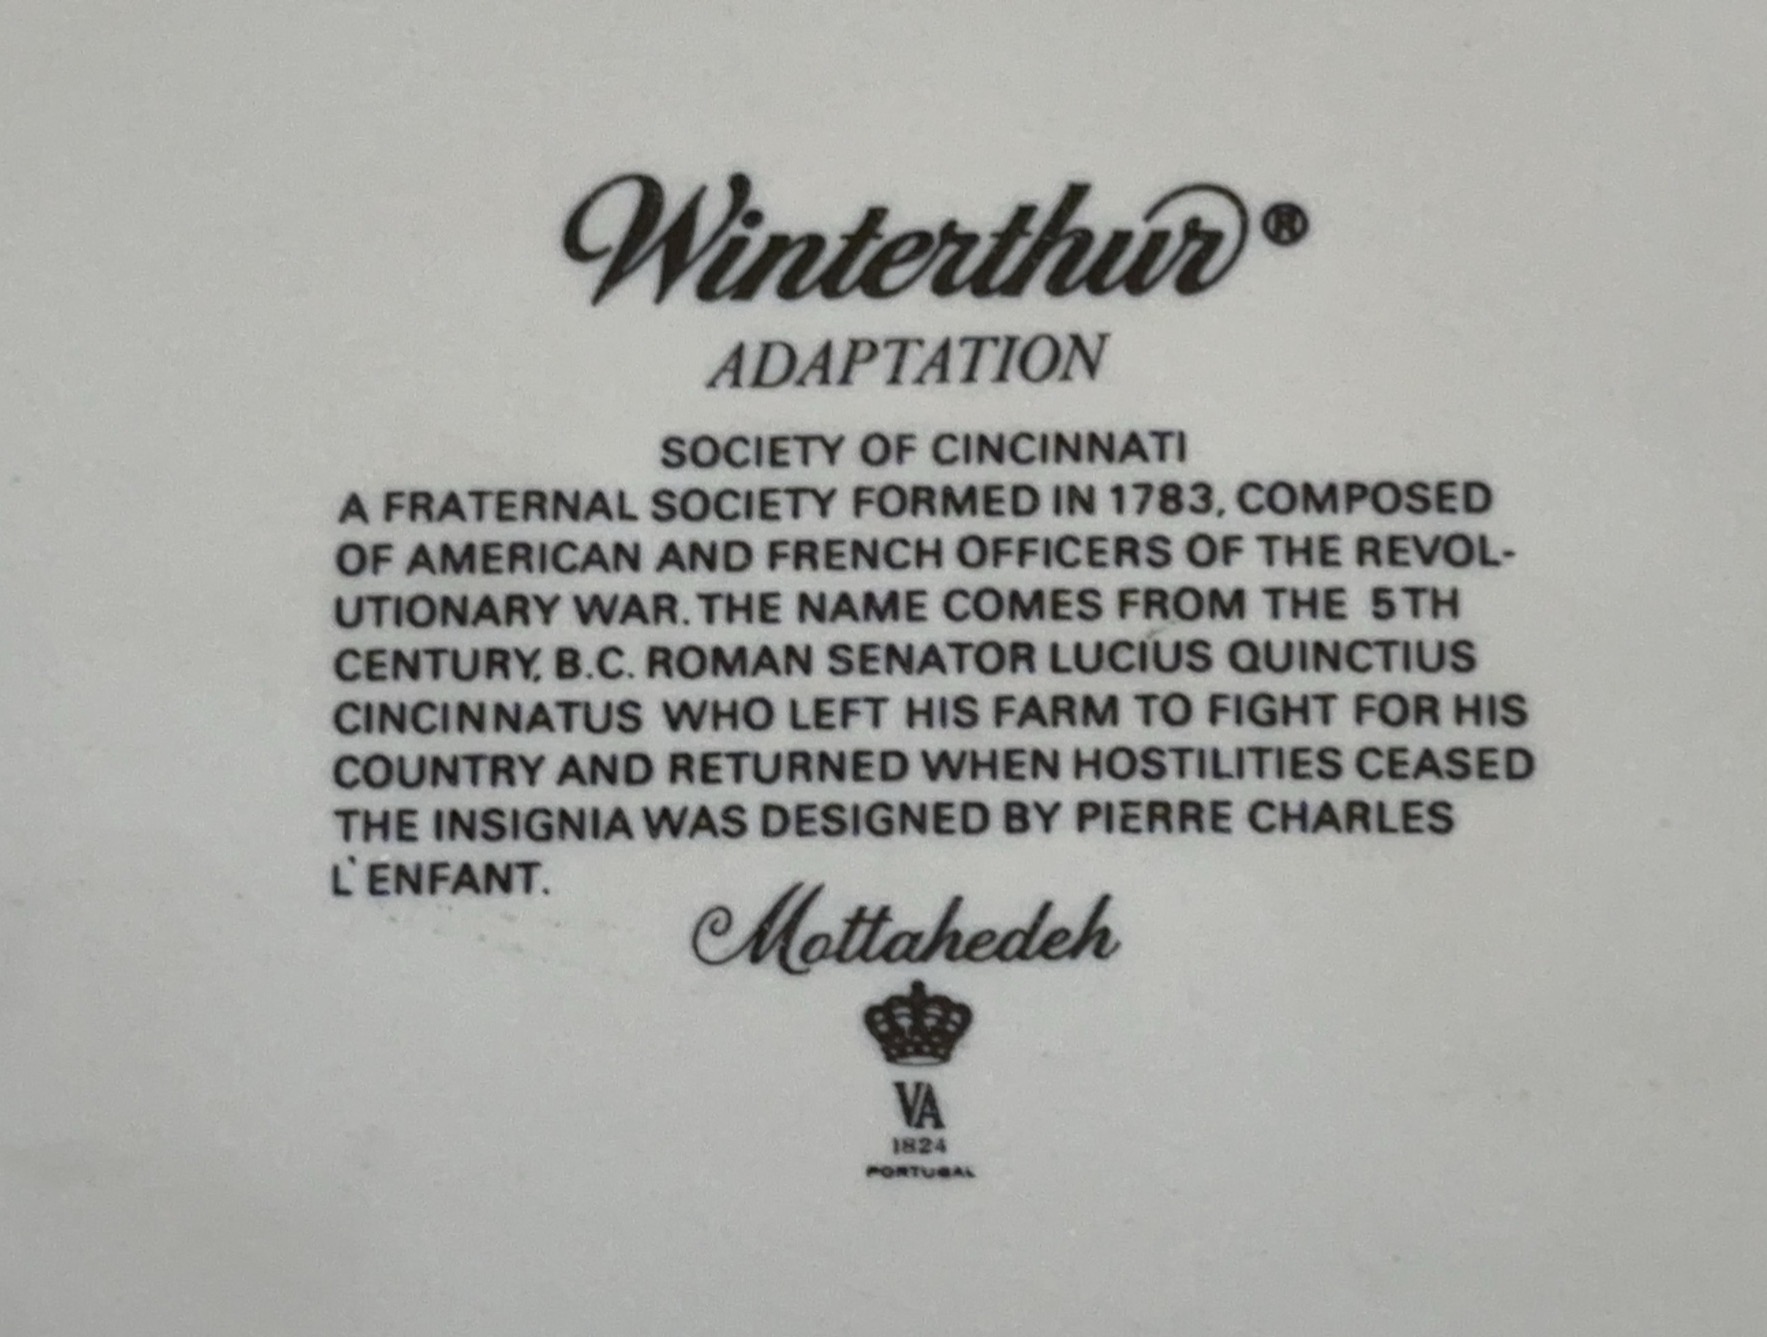 Winterthur®
ADAPTATION
SOCIETY OF CINCINNATI
A FRATERNAL SOCIETY FORMED IN 1783, COMPOSED
OF AMERICAN AND FRENCH OFFICERS OF THE REVOL-
UTIONARY WAR. THE NAME COMES FROM THE 5TH
CENTURY, B.C. ROMAN SENATOR LUCIUS QUINCTIUS
CINCINNATUS WHO LEFT HIS FARM TO FIGHT FOR HIS
COUNTRY AND RETURNED WHEN HOSTILITIES CEASED
THE INSIGNIA WAS DESIGNED BY PIERRE CHARLES
L'ENFANT.
Mottahedeh
VA
1824
PORTUGAL